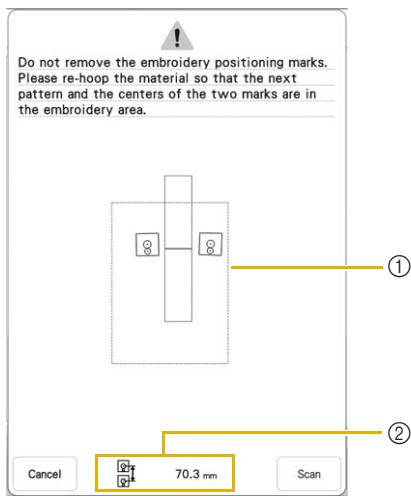 Do not remove the embroidery positioning marks.
Please re-hoop the material so that the next
pattern and the centers of the two marks are in
the embroidery area.
①
②
Cancel
70.3 mm
Scan